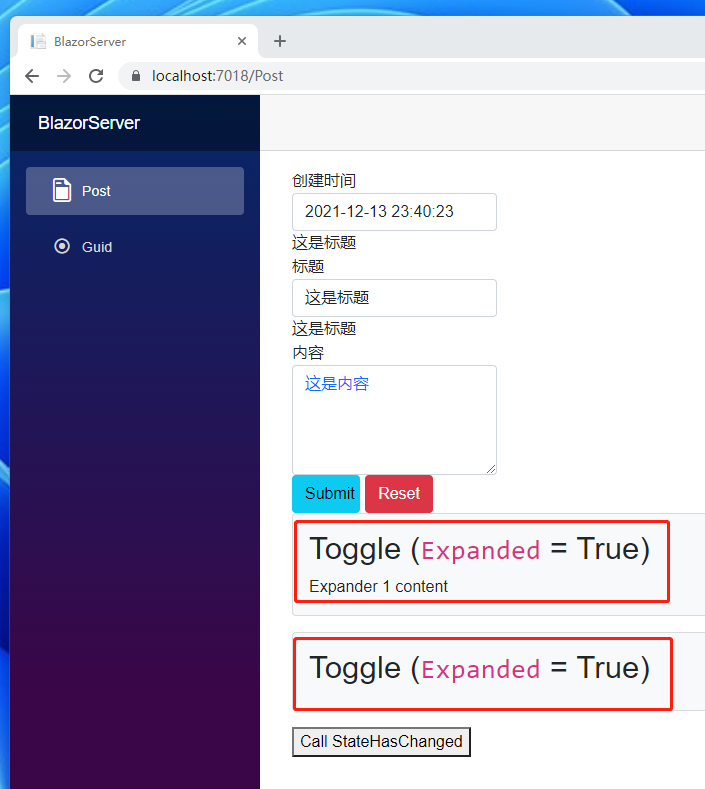 BlazorServer
localhost:7018/Post
BlazorServer
Post
Guid
创建时间
2021-12-13 23:40:23
这是标题
标题
这是标题
这是标题
内容
这是内容
Submit Reset
Toggle (Expanded = True)
Expander 1 content
Toggle (Expanded = True)
Call StateHasChanged